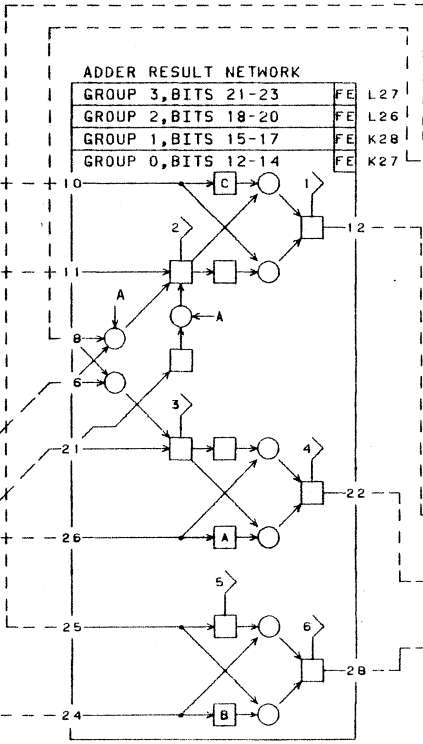 ADDER RESULT NETWORK
GROUP 3,BITS 21-23 FE L27
GROUP 2,BITS 18-20 FE L26
GROUP 1,BITS 15-17 FE K28
GROUP 0,BITS 12-14 FE K27
10 C 1
2 12
11
A A
8
6
3
21 4
22
26 A
5
25 6
28
24 B